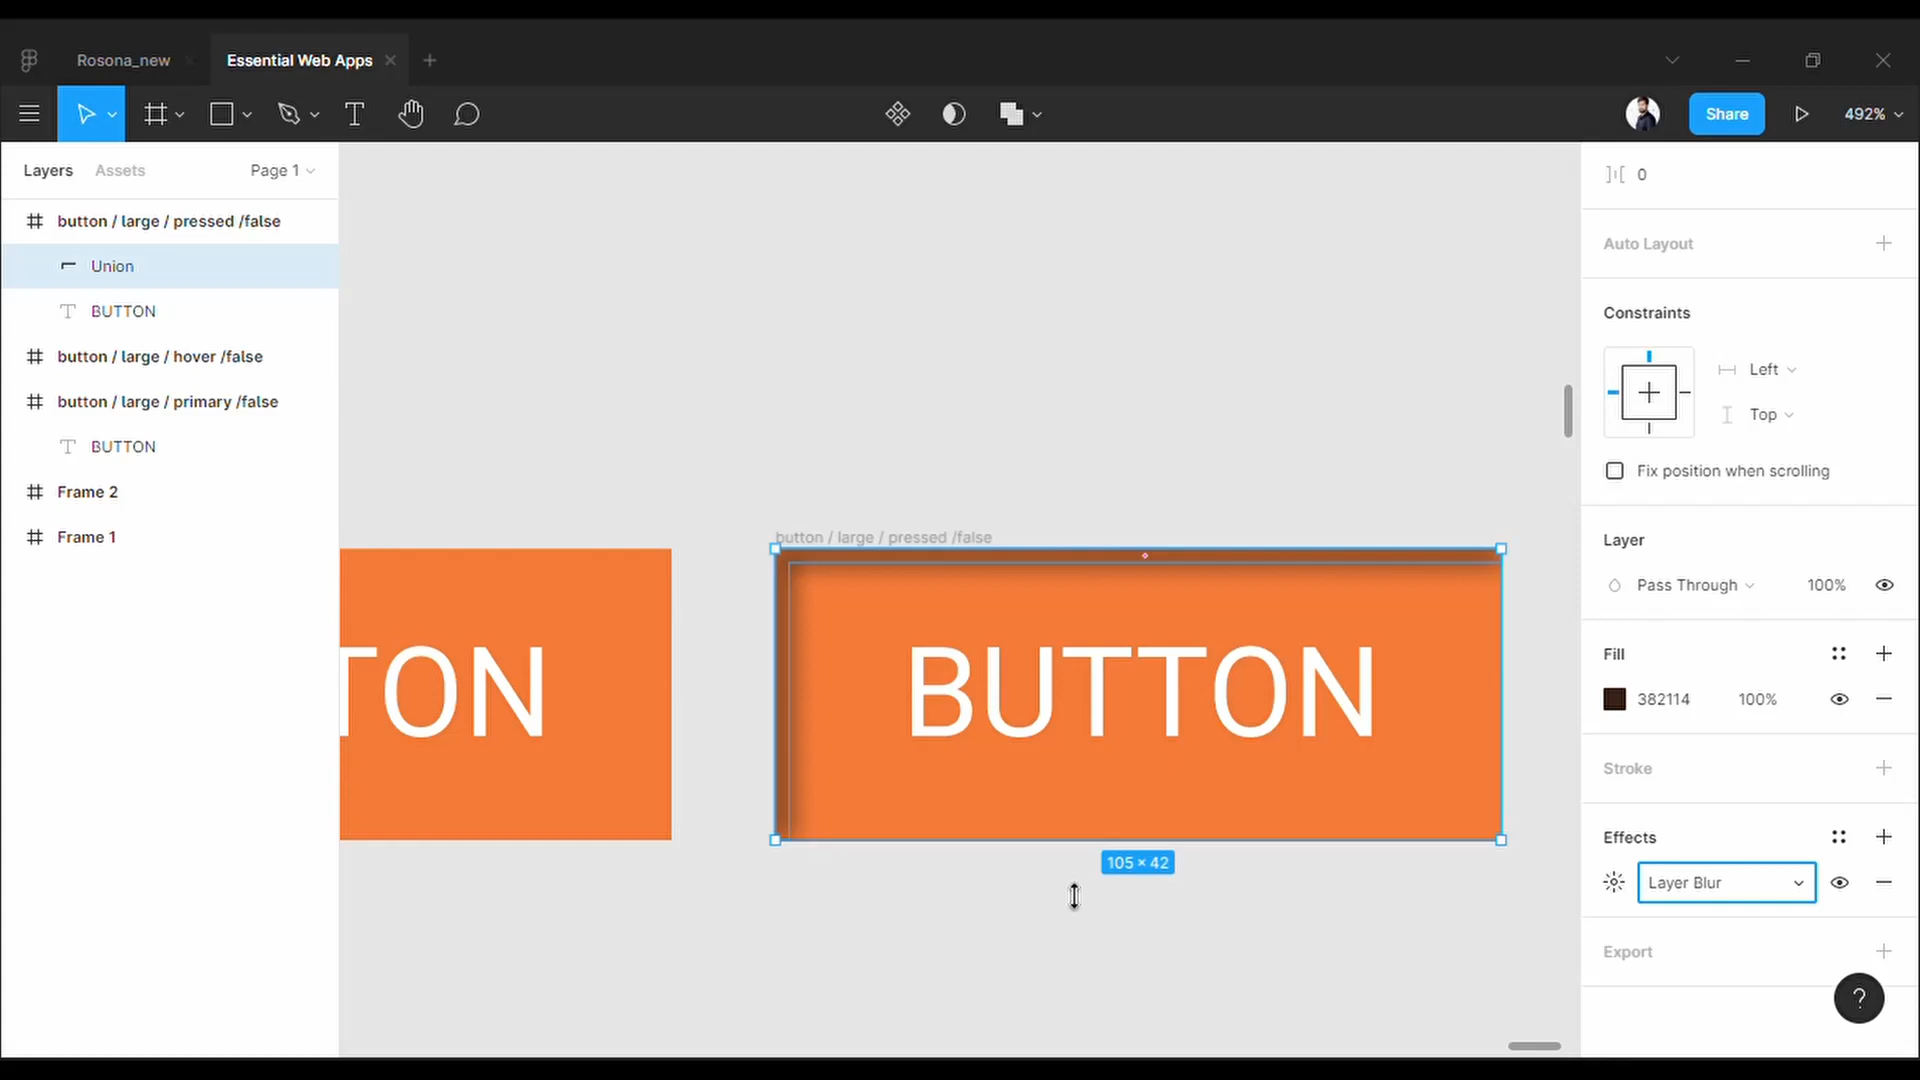 Rosona_new
Essential Web Apps
Share
492%
Layers
Assets
Page 1
button / large / pressed /false
Union
BUTTON
button / large / hover /false
button / large / primary /false
BUTTON
Frame 2
Frame 1
TON
button / large / pressed /false
BUTTON
105 × 42
0
Auto Layout
Constraints
Left
Top
Fix position when scrolling
Layer
Pass Through
100%
Fill
382114
100%
Stroke
Effects
Layer Blur
Export
?